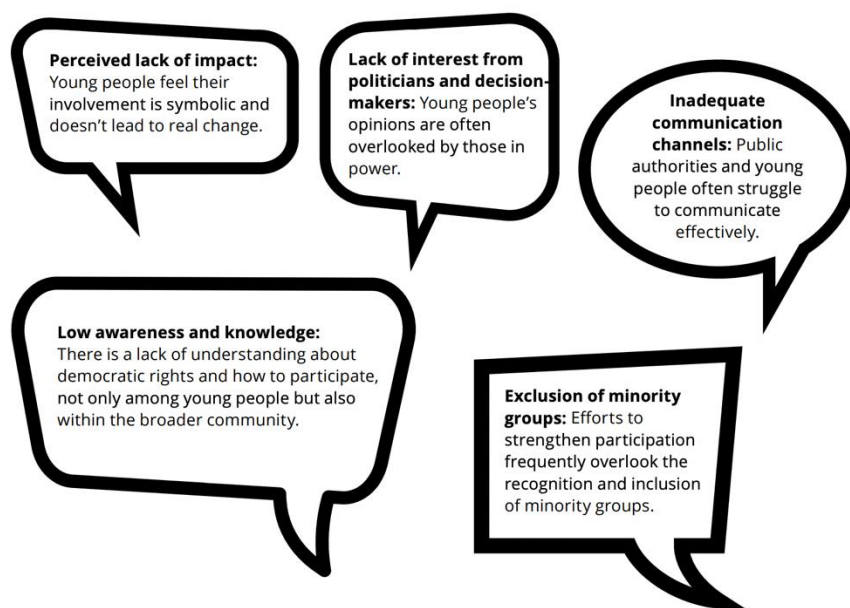 Perceived lack of impact:
Young people feel their
involvement is symbolic and
doesn't lead to real change.
Lack of interest from
politicians and decision-
makers: Young people's
opinions are often
overlooked by those in
power.
Inadequate
communication
channels: Public
authorities and young
people often struggle
to communicate
effectively.
Low awareness and knowledge:
There is a lack of understanding about
democratic rights and how to participate,
not only among young people but also
within the broader community.
Exclusion of minority
groups: Efforts to
strengthen participation
frequently overlook the
recognition and inclusion
of minority groups.